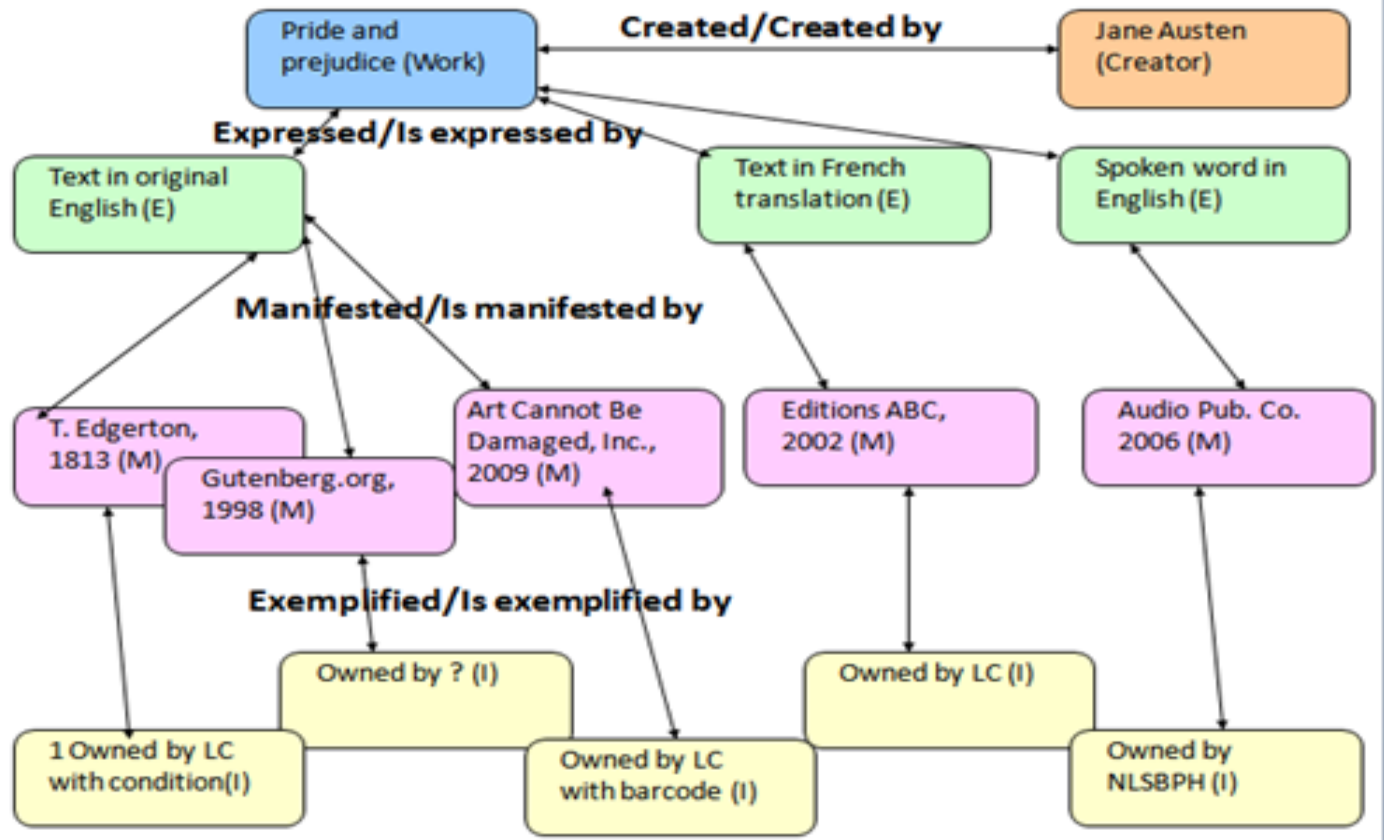 Pride and
prejudice (Work)
Created/Created by
Jane Austen
(Creator)
Expressed/Is expressed by
Text in original
English (E)
Text in French
translation (E)
Spoken word in
English (E)
Manifested/Is manifested by
T. Edgerton,
1813 (M)
Gutenberg.org,
1998 (M)
Art Cannot Be
Damaged, Inc.,
2009 (M)
Editions ABC,
2002 (M)
Audio Pub. Co.
2006 (M)
Exemplified/Is exemplified by
Owned by ? (I)
Owned by LC (I)
1 Owned by LC
with condition(I)
Owned by LC
with barcode (I)
Owned by
NLSBPH (I)